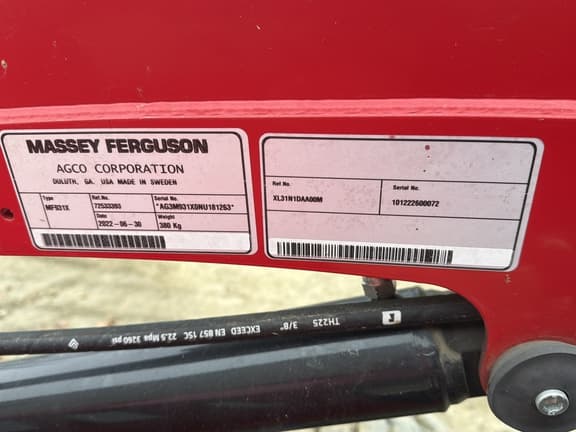 MASSEY FERGUSON
AGCO CORPORATION
DULUTH, GA. USA MADE IN SWEDEN
Type Ref.No. Serial No.
MF931X 72533393 *AG3M931XONU181263*
Date Weight
2022-06-30 380 Kg
Ref No. Serial No.
XL31N1DAA00M 101222600072
TH225 3/8" EXCEED EN 857 1SC 22.5 Mpa 3260 psi